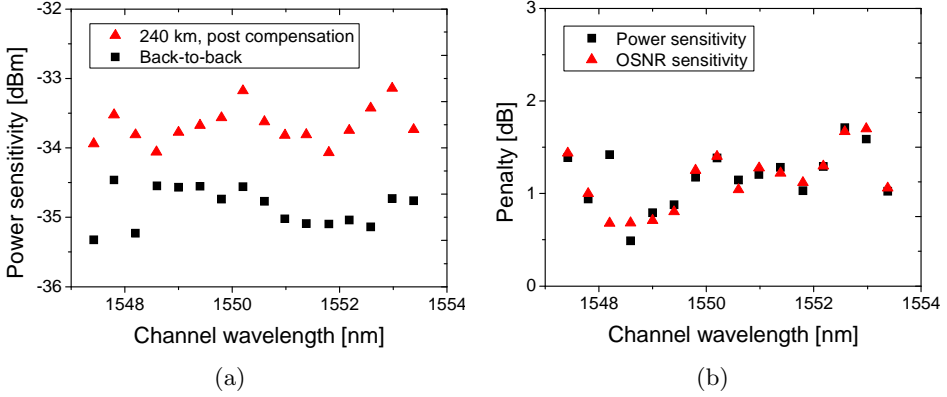 -32
-33
-34
-35
-36
Power sensitivity [dBm]
240 km, post compensation
Back-to-back
1548 1550 1552 1554
Channel wavelength [nm]
(a)
3
2
1
0
Penalty [dB]
Power sensitivity
OSNR sensitivity
1548 1550 1552 1554
Channel wavelength [nm]
(b)